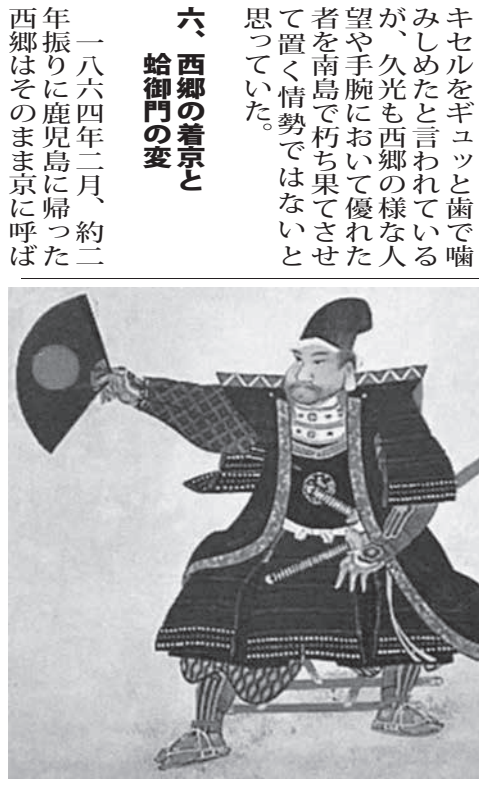 キセルをギュッと歯で噛
みしめたと言われている
が、久光も西郷の様な人
望や手腕において優れた
者を南島で朽ち果てさせ
て置く情勢ではないと
思っていた。
六、西郷の着京と
蛤御門の変
一八六四年二月、約二
年振りに鹿児島に帰った
西郷はそのまま京に呼ば